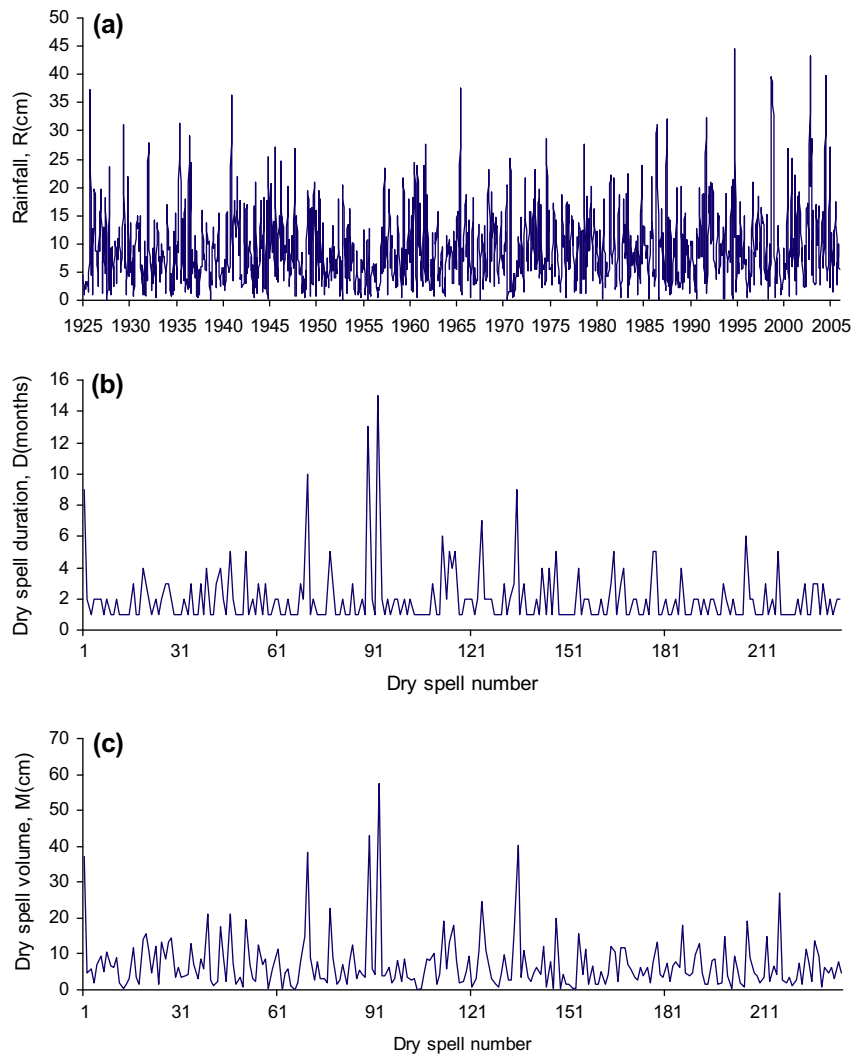 (a)
Rainfall, R(cm)
50
45
40
35
30
25
20
15
10
5
0
1925 1930 1935 1940 1945 1950 1955 1960 1965 1970 1975 1980 1985 1990 1995 2000 2005
(b)
Dry spell duration, D(months)
16
14
12
10
8
6
4
2
0
1 31 61 91 121 151 181 211
Dry spell number
(c)
Dry spell volume, M(cm)
70
60
50
40
30
20
10
0
1 31 61 91 121 151 181 211
Dry spell number